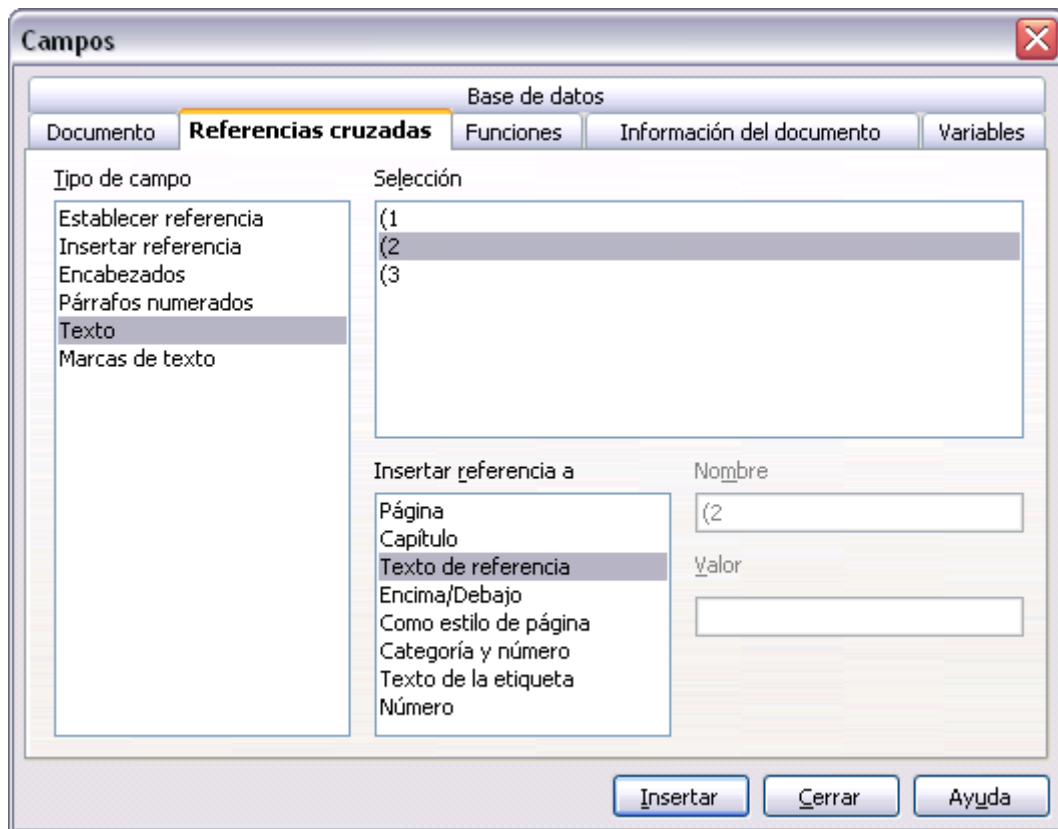 Campos
Base de datos
Documento Referencias cruzadas Funciones Información del documento Variables
Tipo de campo
Establecer referencia
Insertar referencia
Encabezados
Párrafos numerados
Texto
Marcas de texto
Selección
(1
(2
(3
Insertar referencia a
Página
Capítulo
Texto de referencia
Encima/Debajo
Como estilo de página
Categoría y número
Texto de la etiqueta
Número
Nombre
(2
Valor
Insertar Cerrar Ayuda